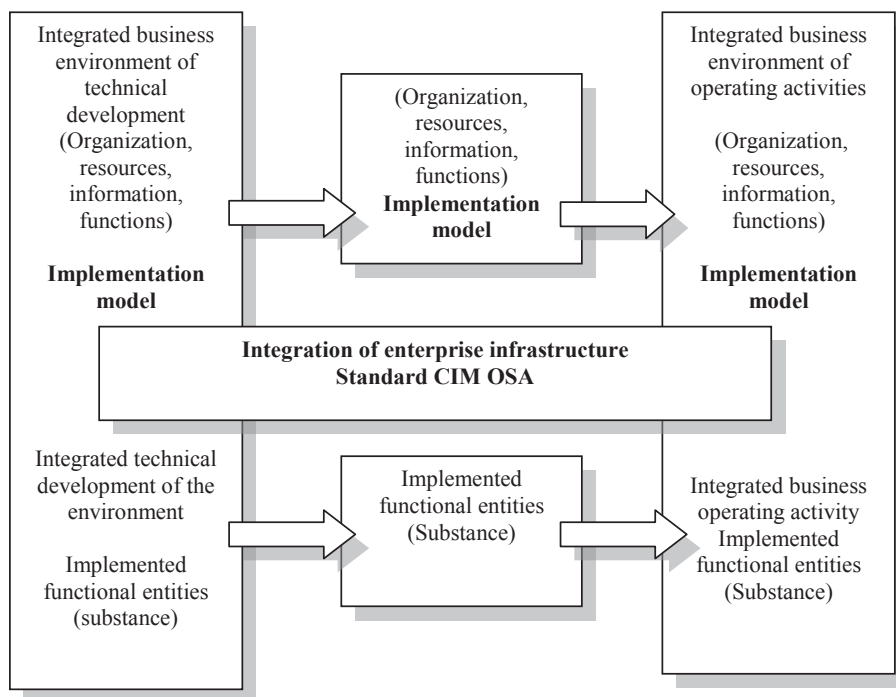 Integrated business
environment of
technical
development
(Organization,
resources,
information,
functions)
Implementation
model
(Organization,
resources,
information,
functions)
Implementation
model
Integrated business
environment of
operating activities
(Organization,
resources,
information,
functions)
Implementation
model
Integration of enterprise infrastructure
Standard CIM OSA
Integrated technical
development of the
environment
Implemented
functional entities
(substance)
Implemented
functional entities
(Substance)
Integrated business
operating activity
Implemented
functional entities
(Substance)